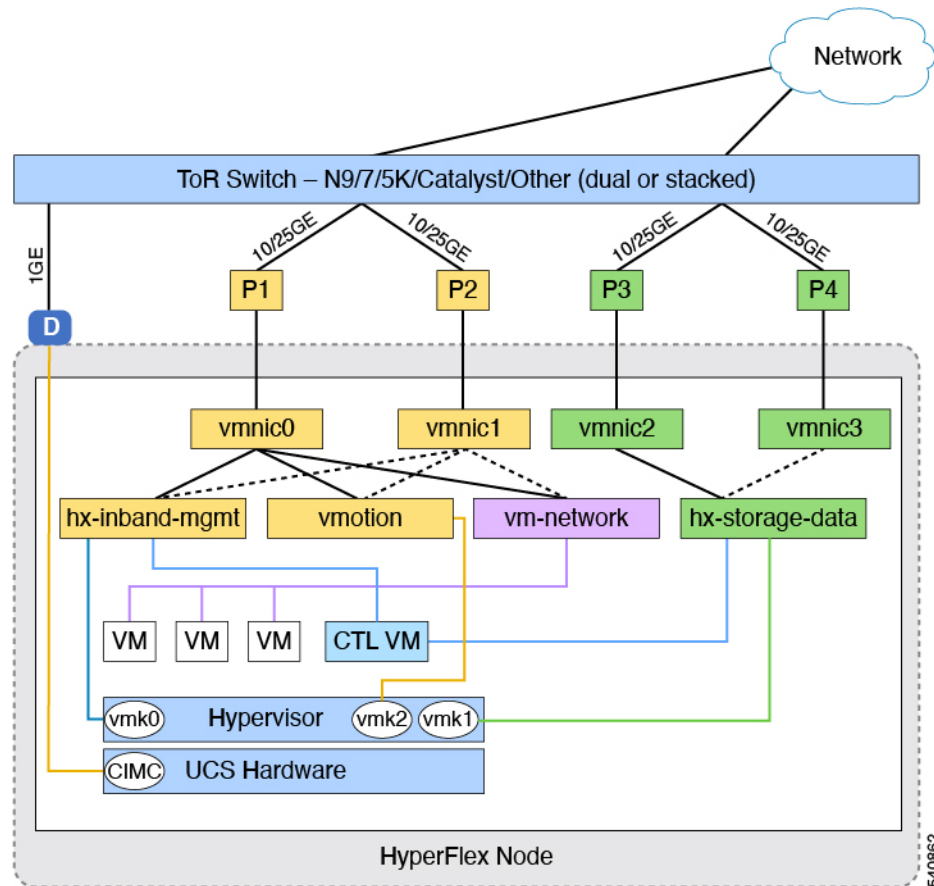 Network
ToR Switch – N9/7/5K/Catalyst/Other (dual or stacked)
1GE
10/25GE
10/25GE
10/25GE
10/25GE
P1
P2
P3
P4
D
vmnic0
vmnic1
vmnic2
vmnic3
hx-inband-mgmt
vmotion
vm-network
hx-storage-data
VM
VM
VM
CTL VM
vmk0
Hypervisor
vmk2
vmk1
CIMC
UCS Hardware
HyperFlex Node
540862